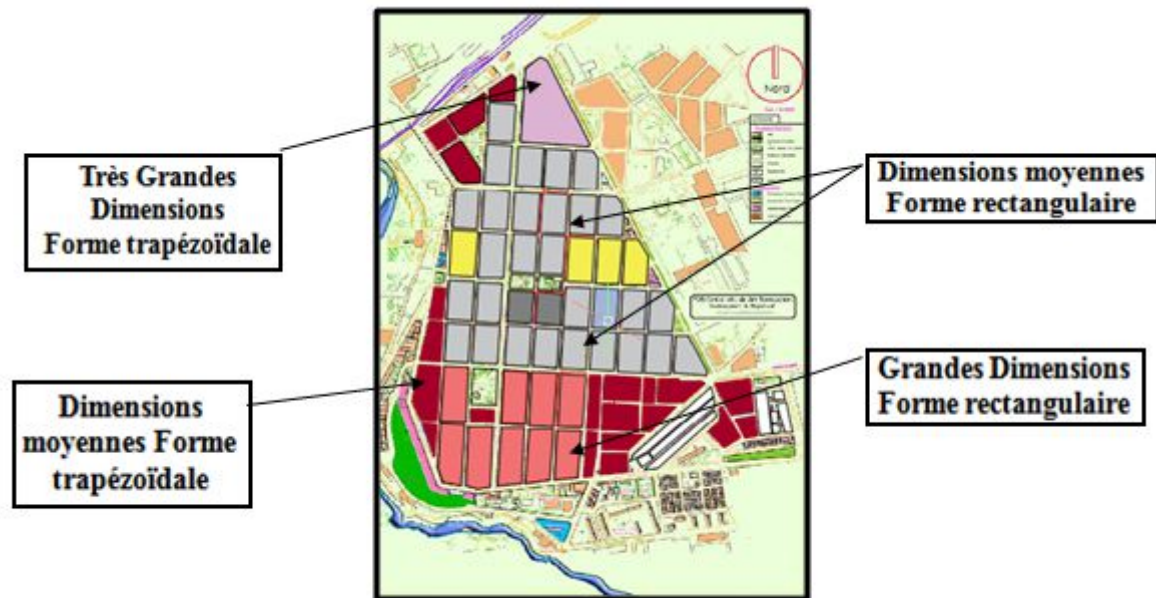 Très Grandes
Dimensions
Forme trapézoïdale
Dimensions
moyennes Forme
trapézoïdale
Nord
Dimensions moyennes
Forme rectangulaire
Grandes Dimensions
Forme rectangulaire